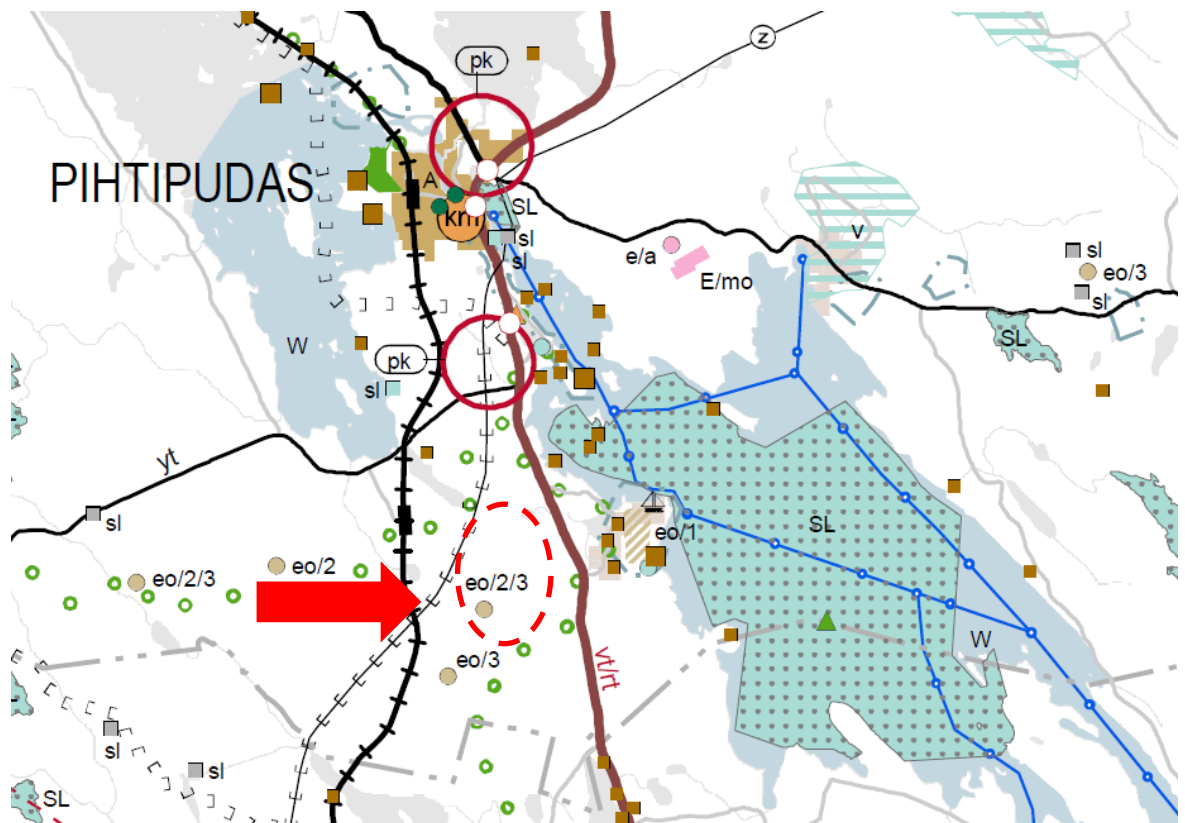 pk
z
PIHTIPUDAS
A
SL
km
sl
sl
v
e/a
E/mo
sl
eo/3
sl
W
pk
sl
SL
yt
sl
SL
eo/1
eo/2
eo/2/3
eo/2/3
W
eo/3
vt/rt
sl
sl
SL